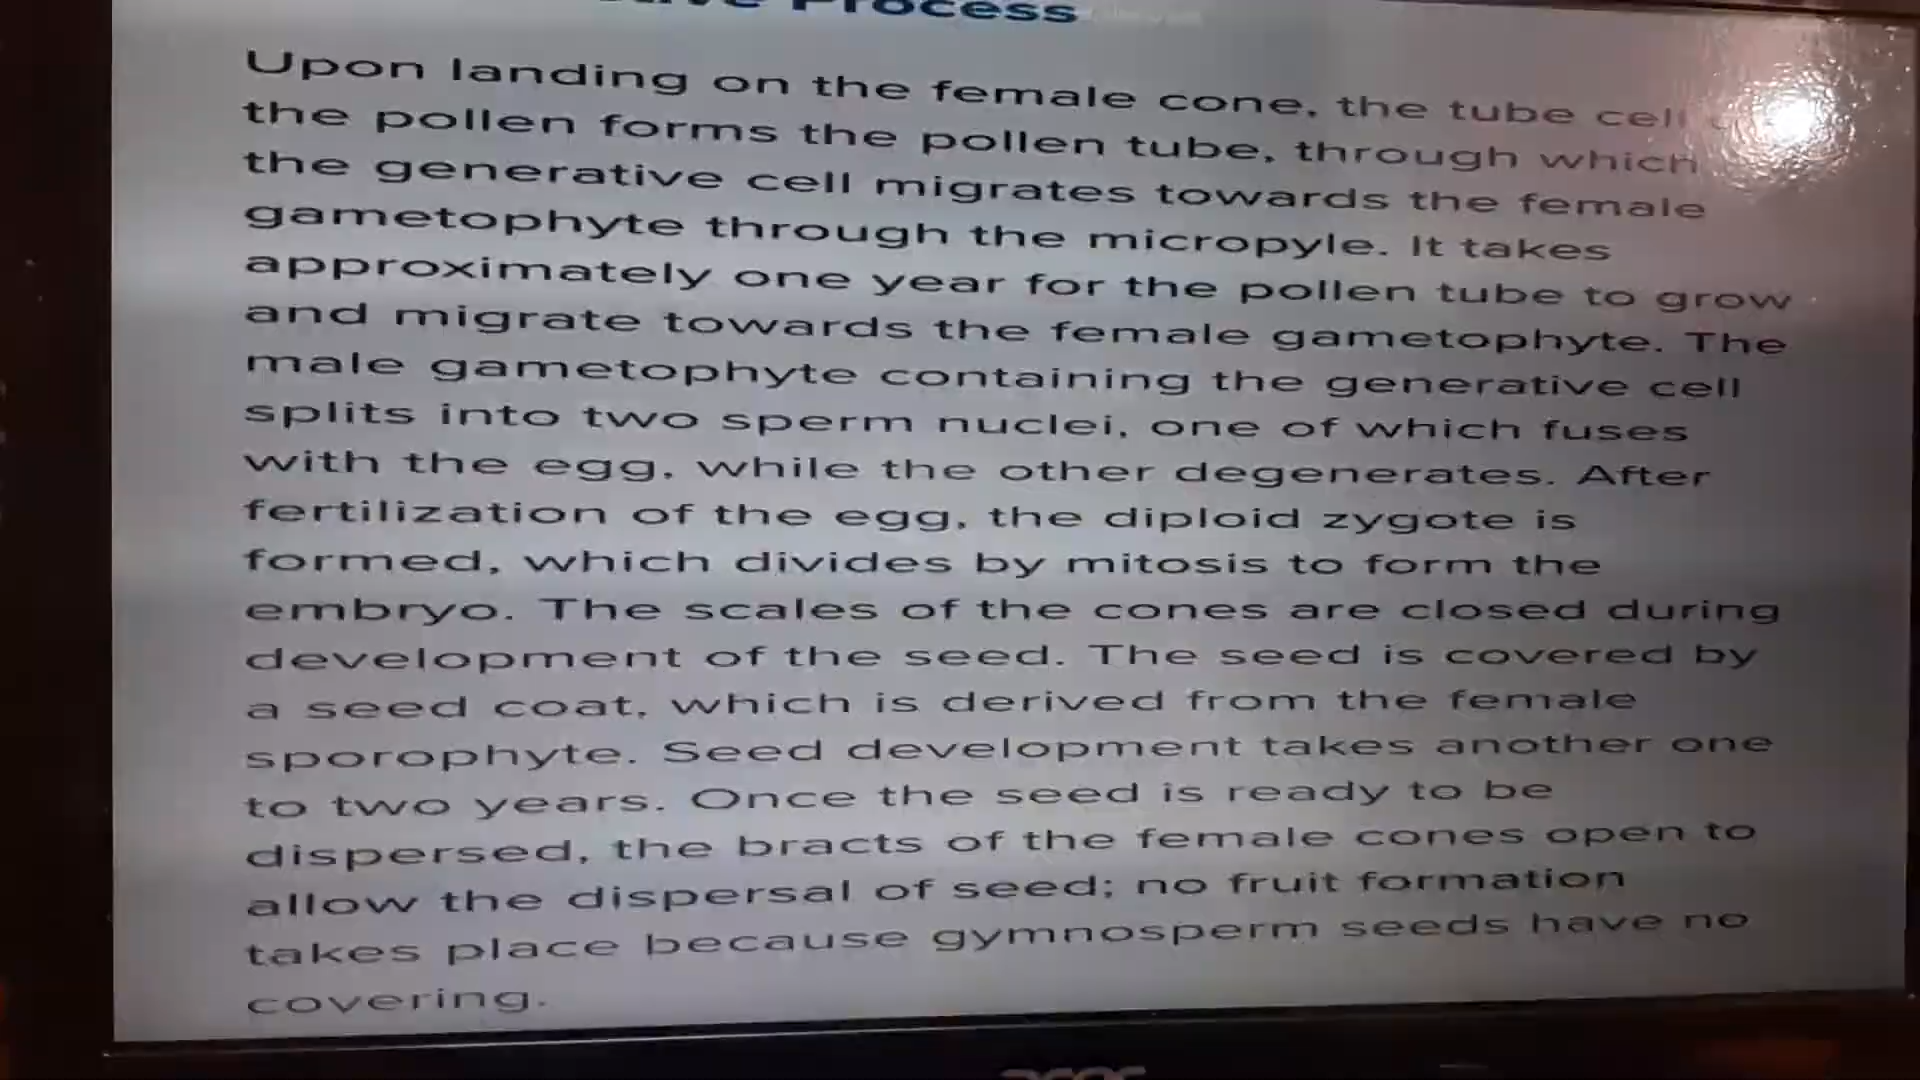 Process
Upon landing on the female cone, the tube cell
the pollen forms the pollen tube, through which
the generative cell migrates towards the female
gametophyte through the micropyle. It takes
approximately one year for the pollen tube to grow
and migrate towards the female gametophyte. The
male gametophyte containing the generative cell
splits into two sperm nuclei, one of which fuses
with the egg, while the other degenerates. After
fertilization of the egg, the diploid zygote is
formed, which divides by mitosis to form the
embryo. The scales of the cones are closed during
development of the seed. The seed is covered by
a seed coat, which is derived from the female
sporophyte. Seed development takes another one
to two years. Once the seed is ready to be
dispersed, the bracts of the female cones open to
allow the dispersal of seed; no fruit formation
takes place because gymnosperm seeds have no
covering.
acer